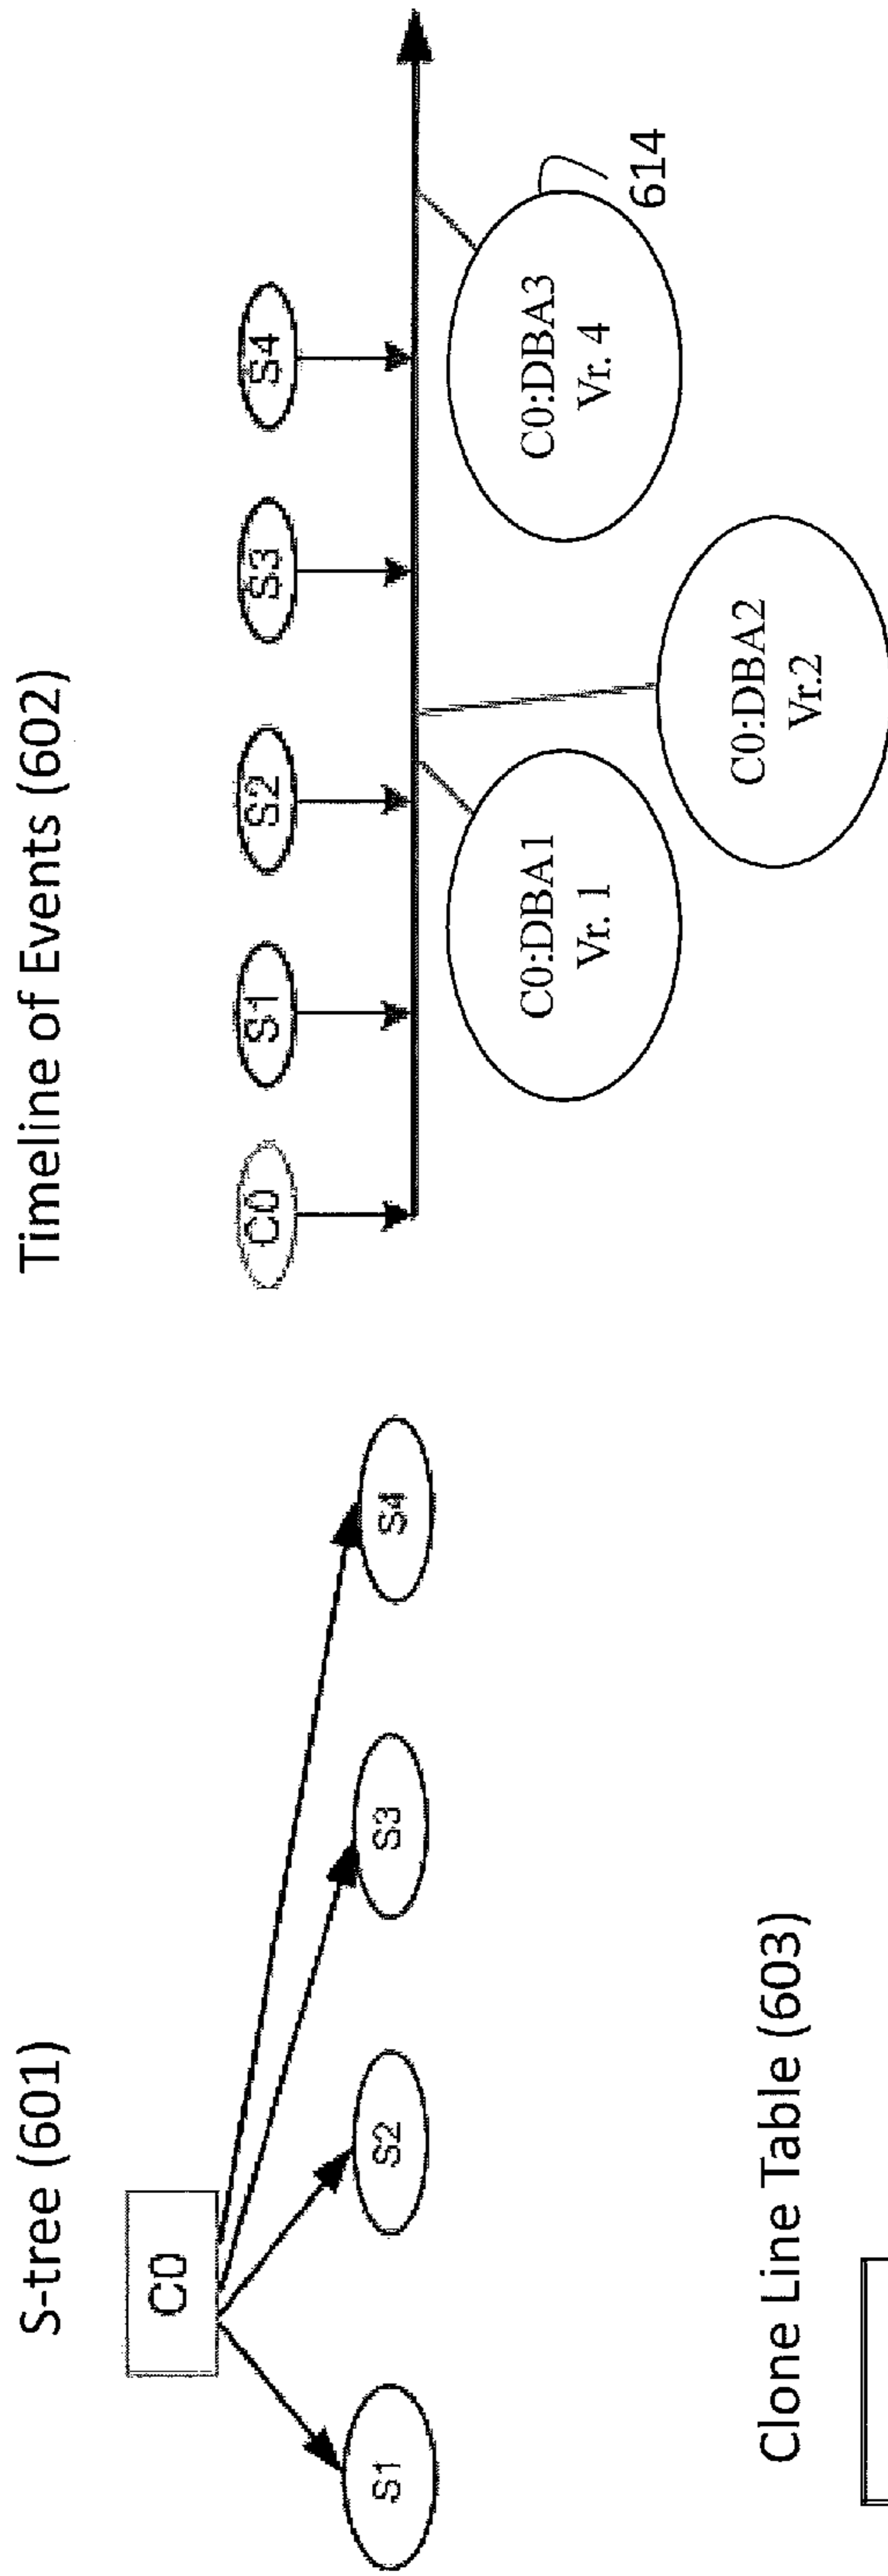 S-tree (601)
C0
S1
S2
S3
S4
Timeline of Events (602)
C0
S1
S2
S3
S4
C0:DBA1
Vr. 1
C0:DBA2
Vr.2
C0:DBA3
Vr. 4
614
Clone Line Table (603)